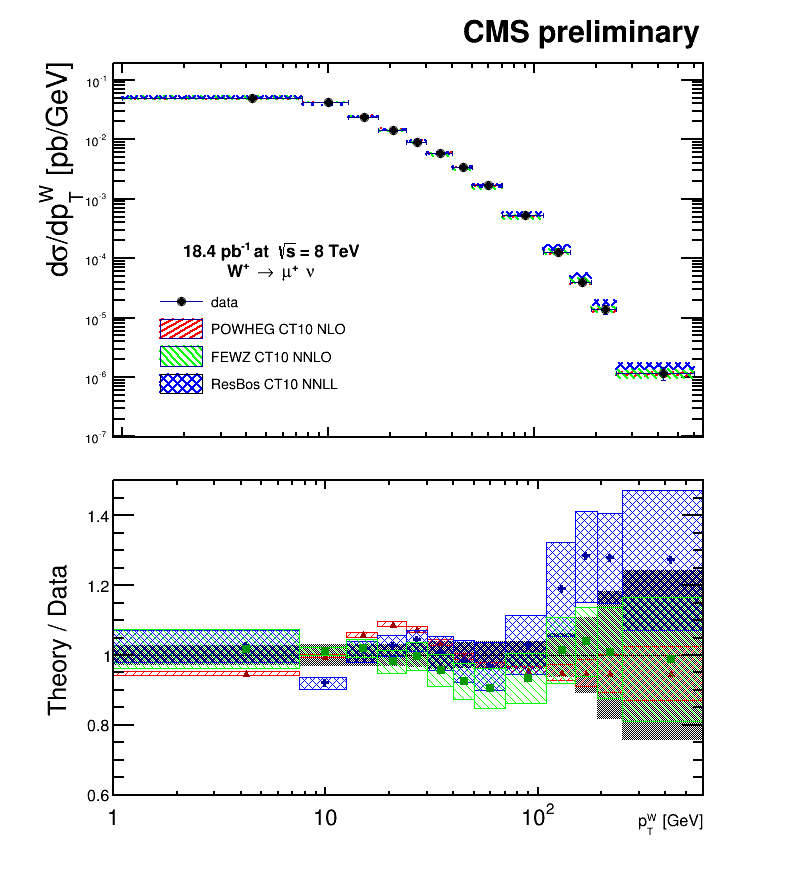 CMS preliminary
dσ/dp_T^W [pb/GeV]
10⁻¹
10⁻²
10⁻³
10⁻⁴
10⁻⁵
10⁻⁶
10⁻⁷
18.4 pb⁻¹ at √s = 8 TeV
W⁺ → μ⁺ ν
data
POWHEG CT10 NLO
FEWZ CT10 NNLO
ResBos CT10 NNLL
Theory / Data
1.4
1.2
1
0.8
0.6
1 10 10²
p_T^W [GeV]